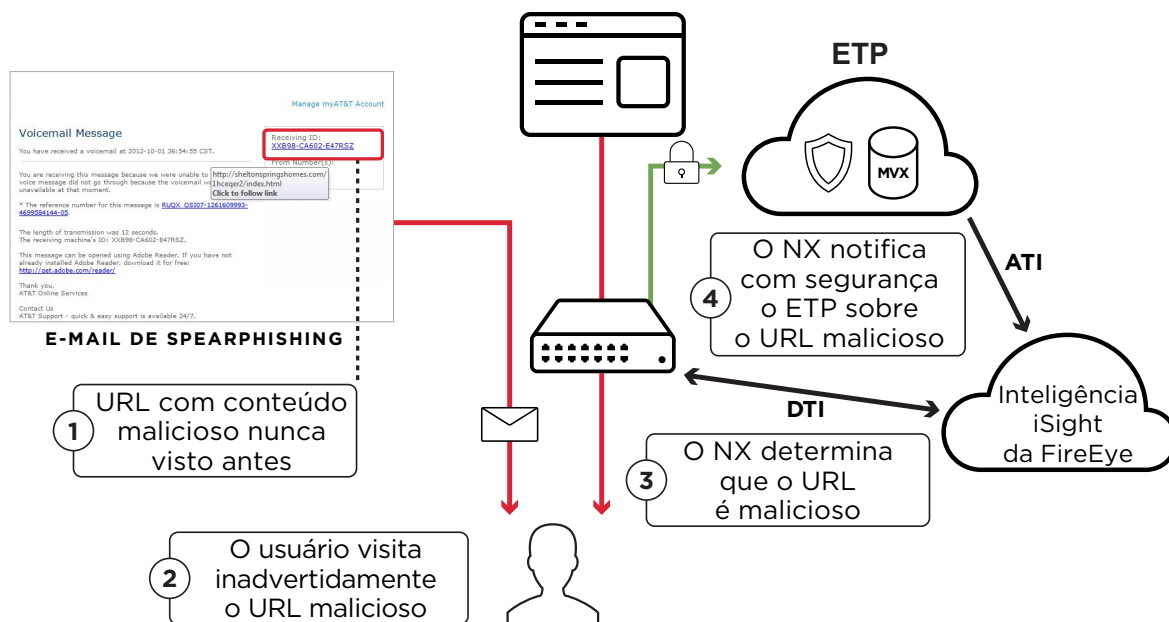 ETP
MVX
Manage myAT&T Account
Voicemail Message
You have received a voicemail at 2012-10-01 36:54:55 CST.
Receiving ID:
XXB98-CA602-E47RSZ
From Number(s):
You are receiving this message because we were unable to
voice message did not go through because the voicemail w
unavailable at that moment.
http://sheltonspringshomes.com/
1hceqer2/index.html
Click to follow link
* The reference number for this message is RUQX_QSI07-1261609993-
4699584144-05.
The length of transmission was 12 seconds.
The receiving machine's ID: XXB98-CA602-E47RSZ.
This message can be opened using Adobe Reader. If you have not
already installed Adobe Reader, download it for free:
http://get.adobe.com/reader/
Thank you,
AT&T Online Services
Contact Us
AT&T Support - quick & easy support is available 24/7.
E-MAIL DE SPEARPHISHING
1
URL com conteúdo
malicioso nunca
visto antes
2
O usuário visita
inadvertidamente
o URL malicioso
3
O NX determina
que o URL
é malicioso
4
O NX notifica
com segurança
o ETP sobre
o URL malicioso
ATI
DTI
Inteligência
iSight
da FireEye